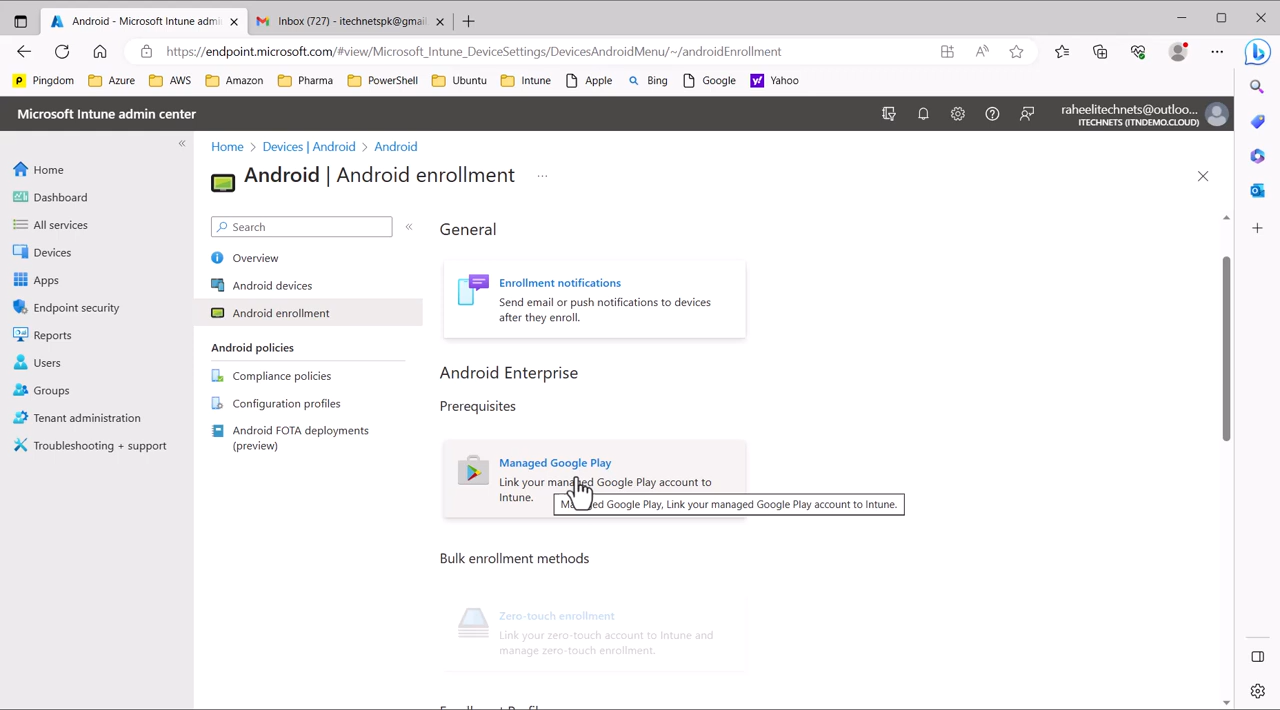 Android - Microsoft Intune admi
Inbox (727) - itechnetspk@gmai
https://endpoint.microsoft.com/#view/Microsoft_Intune_DeviceSettings/DevicesAndroidMenu/~/androidEnrollment
Pingdom Azure AWS Amazon Pharma PowerShell Ubuntu Intune Apple Bing Google Yahoo
Microsoft Intune admin center
raheelitechnets@outloo...
ITECHNETS (ITNDEMO.CLOUD)
Home
Dashboard
All services
Devices
Apps
Endpoint security
Reports
Users
Groups
Tenant administration
Troubleshooting + support
Home > Devices | Android > Android
Android | Android enrollment ...
Search
Overview
Android devices
Android enrollment
Android policies
Compliance policies
Configuration profiles
Android FOTA deployments
(preview)
General
Enrollment notifications
Send email or push notifications to devices
after they enroll.
Android Enterprise
Prerequisites
Managed Google Play
Link your managed Google Play account to
Intune.
Managed Google Play, Link your managed Google Play account to Intune.
Bulk enrollment methods
Zero-touch enrollment
Link your zero-touch account to Intune and
manage zero-touch enrollment.